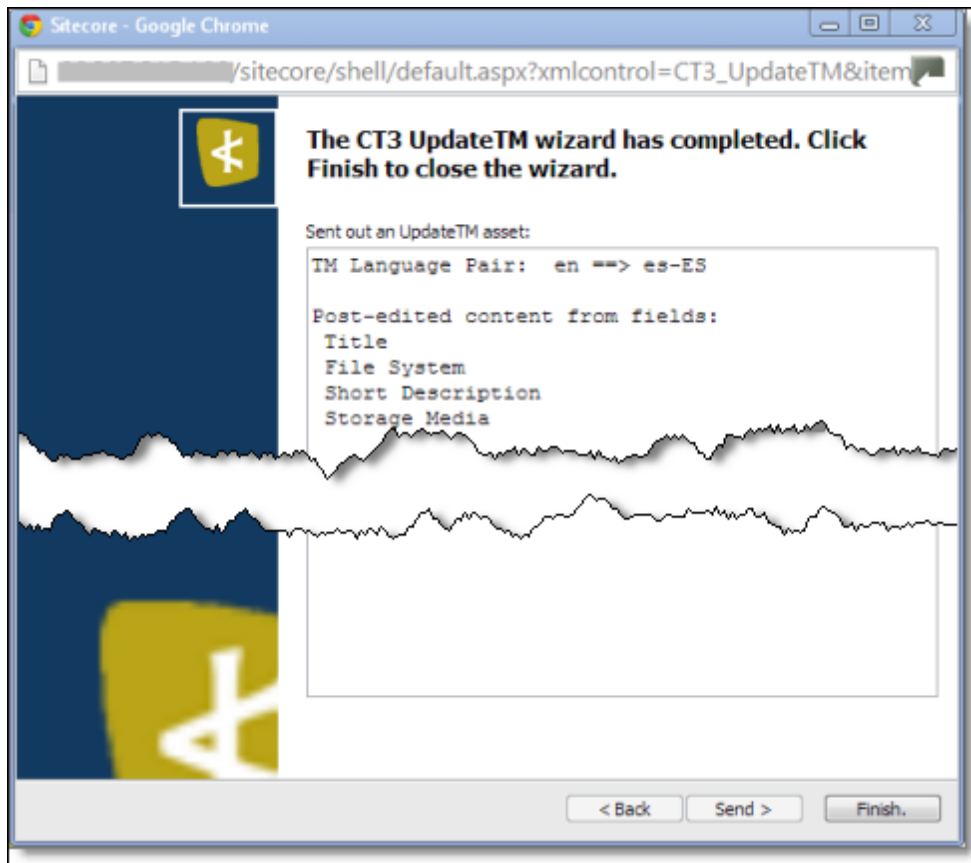 Sitecore - Google Chrome
/sitecore/shell/default.aspx?xmlcontrol=CT3_UpdateTM&item
The CT3 UpdateTM wizard has completed. Click
Finish to close the wizard.
Sent out an UpdateTM asset:
TM Language Pair:  en ==> es-ES
Post-edited content from fields:
Title
File System
Short Description
Storage Media
< Back
Send >
Finish.